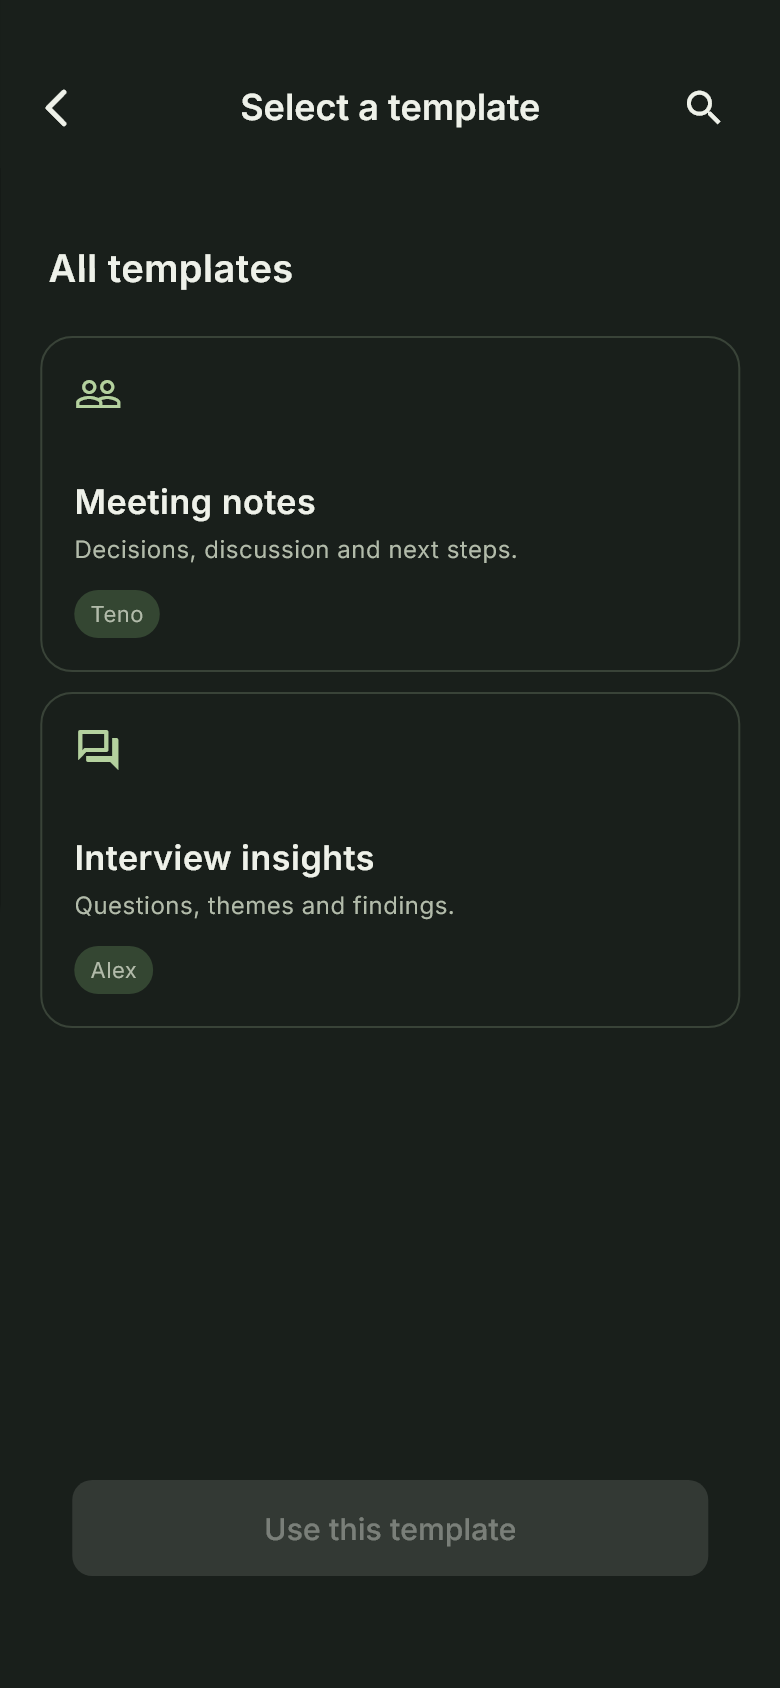 Select a template
All templates
Meeting notes
Decisions, discussion and next steps.
Teno
Interview insights
Questions, themes and findings.
Alex
Use this template